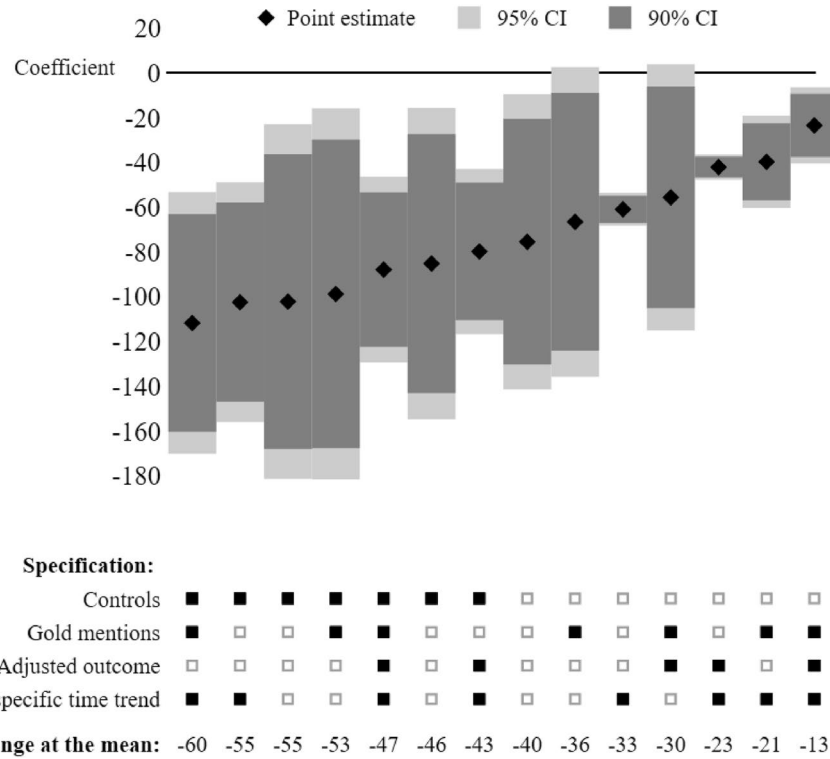 Point estimate 95% CI 90% CI
20
Coefficient 0
-20
-40
-60
-80
-100
-120
-140
-160
-180
Specification:
Controls
Gold mentions
Adjusted outcome
specific time trend
nge at the mean: -60 -55 -55 -53 -47 -46 -43 -40 -36 -33 -30 -23 -21 -13